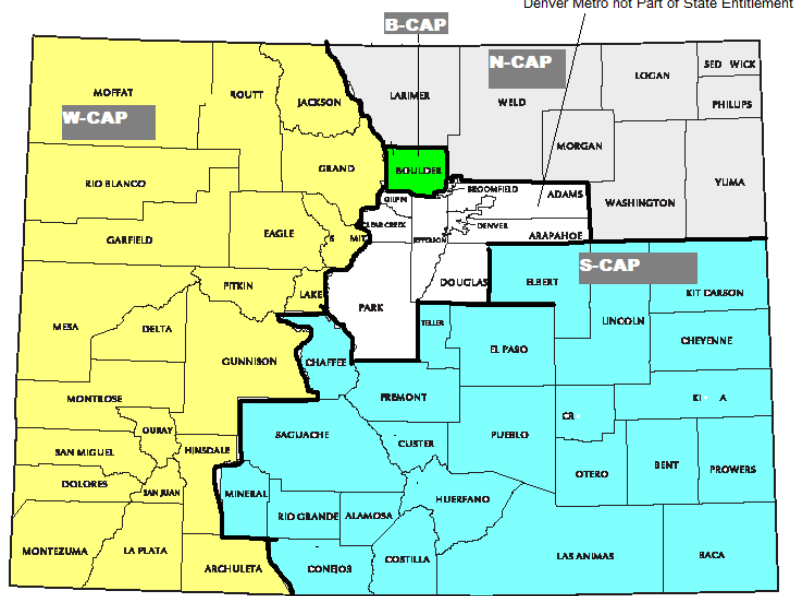 Denver Metro not Part of State Entitlement
B-CAP
N-CAP
LOGAN
SED WICK
MOFFAT
ROUTT
JACKSON
LARIMER
WELD
PHILLIPS
W-CAP
MORGAN
GRAND
BOULDER
RIO BLANCO
BROOMFIELD
ADAMS
YUMA
GILPIN
WASHINGTON
CLEAR CREEK
DENVER
GARFIELD
EAGLE
S MIT
JEFFERSON
ARAPAHOE
S-CAP
PITKIN
LAKE
DOUGLAS
ELBERT
KIT CARSON
PARK
MESA
DELTA
TELLER
LINCOLN
CHEYENNE
GUNNISON
CHAFFEE
EL PASO
MONTROSE
FREMONT
KI A
CR
OURAY
SAGUACHE
PUEBLO
SAN MIGUEL
HINSDALE
CUSTER
OTERO
BENT
PROWERS
DOLORES
SAN JUAN
MINERAL
HUERFANO
RIO GRANDE
ALAMOSA
MONTEZUMA
LA PLATA
ARCHULETA
CONEJOS
COSTILLA
LAS ANIMAS
BACA